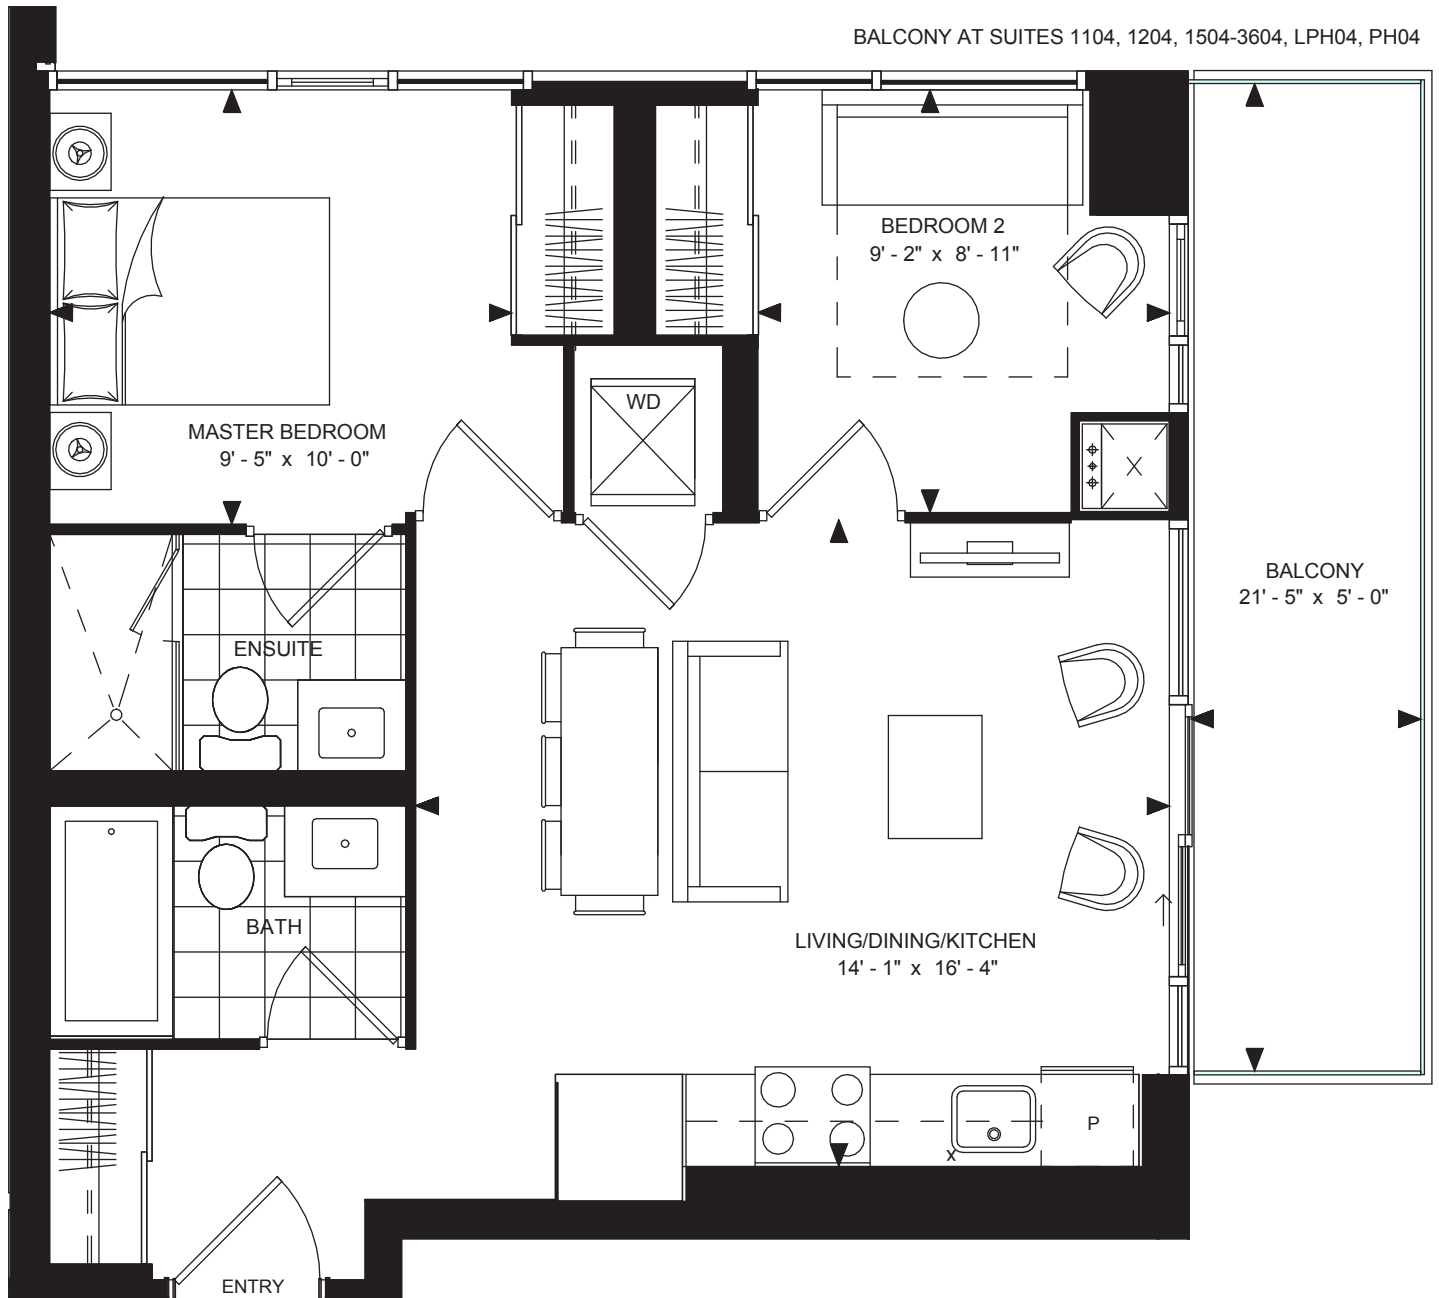 BALCONY AT SUITES 1104, 1204, 1504-3604, LPH04, PH04
BEDROOM 2
9' - 2" x 8' - 11"
WD
MASTER BEDROOM
9' - 5" x 10' - 0"
BALCONY
21' - 5" x 5' - 0"
ENSUITE
BATH
LIVING/DINING/KITCHEN
14' - 1" x 16' - 4"
P
x
ENTRY